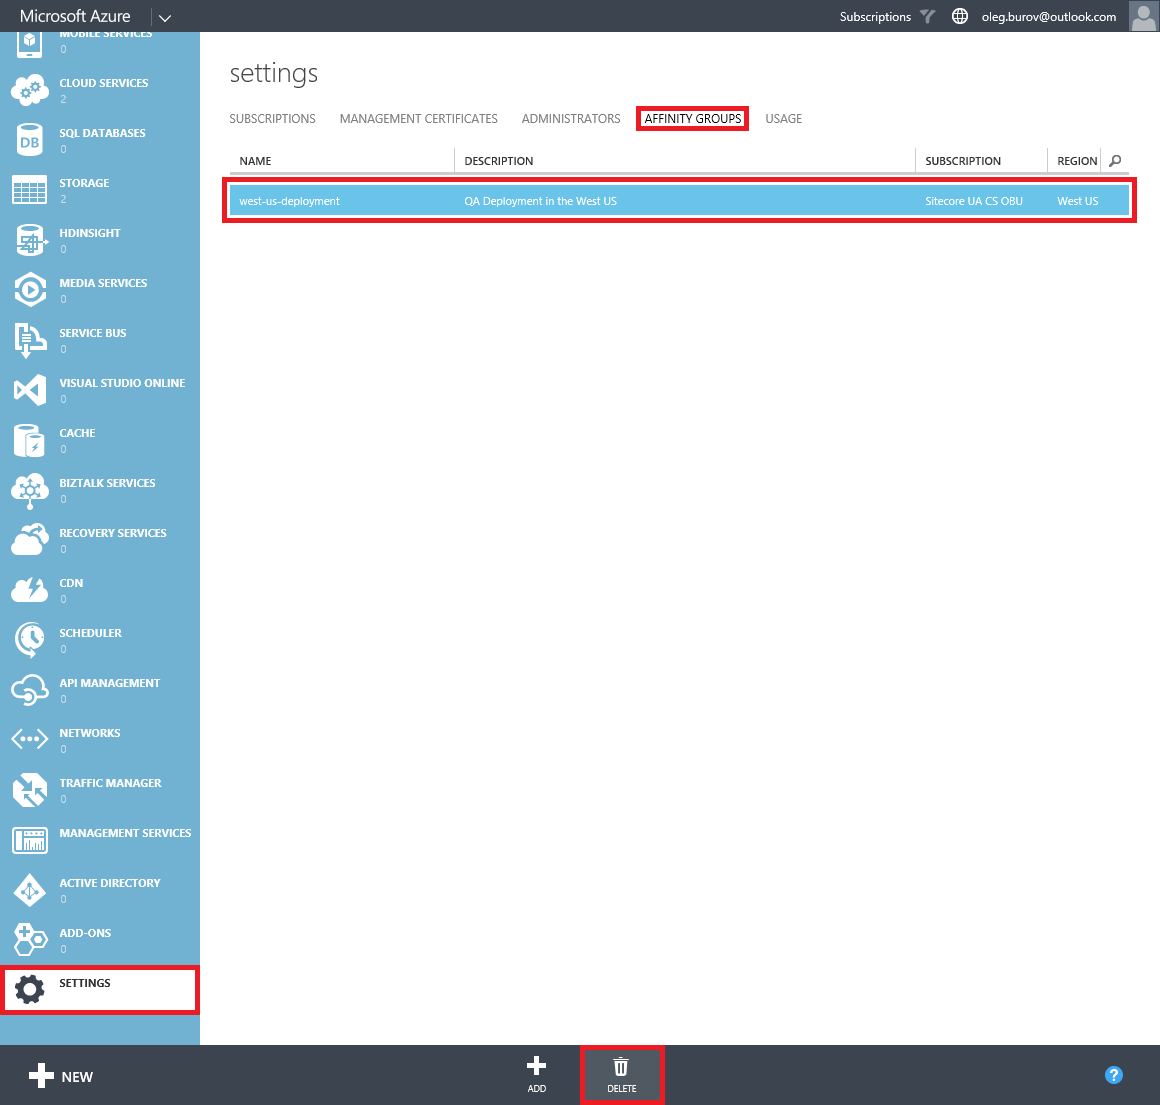 Microsoft Azure
Subscriptions
oleg.burov@outlook.com
MOBILE SERVICES
0
CLOUD SERVICES
2
SQL DATABASES
0
STORAGE
2
HDINSIGHT
0
MEDIA SERVICES
0
SERVICE BUS
0
VISUAL STUDIO ONLINE
0
CACHE
0
BIZTALK SERVICES
0
RECOVERY SERVICES
0
CDN
0
SCHEDULER
0
API MANAGEMENT
0
NETWORKS
0
TRAFFIC MANAGER
0
MANAGEMENT SERVICES
ACTIVE DIRECTORY
0
ADD-ONS
0
SETTINGS
settings
SUBSCRIPTIONS MANAGEMENT CERTIFICATES ADMINISTRATORS AFFINITY GROUPS USAGE
NAME DESCRIPTION SUBSCRIPTION REGION
west-us-deployment QA Deployment in the West US Sitecore UA CS OBU West US
DB
NEW
ADD
DELETE
?